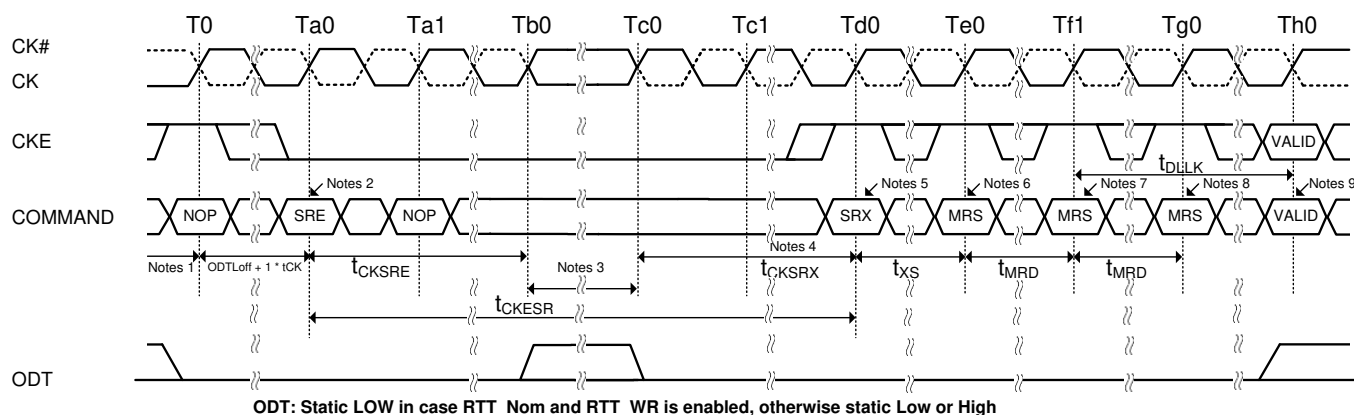 T0 Ta0 Ta1 Tb0 Tc0 Tc1 Td0 Te0 Tf1 Tg0 Th0
CK#
CK
CKE
VALID
tDLLK
Notes 2 Notes 5 Notes 6 Notes 7 Notes 8 Notes 9
COMMAND
NOP SRE NOP SRX MRS MRS MRS VALID
Notes 1 ODTLoff + 1 * tCK tCKSRE Notes 3 Notes 4 tCKSRX tXS tMRD tMRD
tCKESR
ODT
ODT: Static LOW in case RTT_Nom and RTT_WR is enabled, otherwise static Low or High